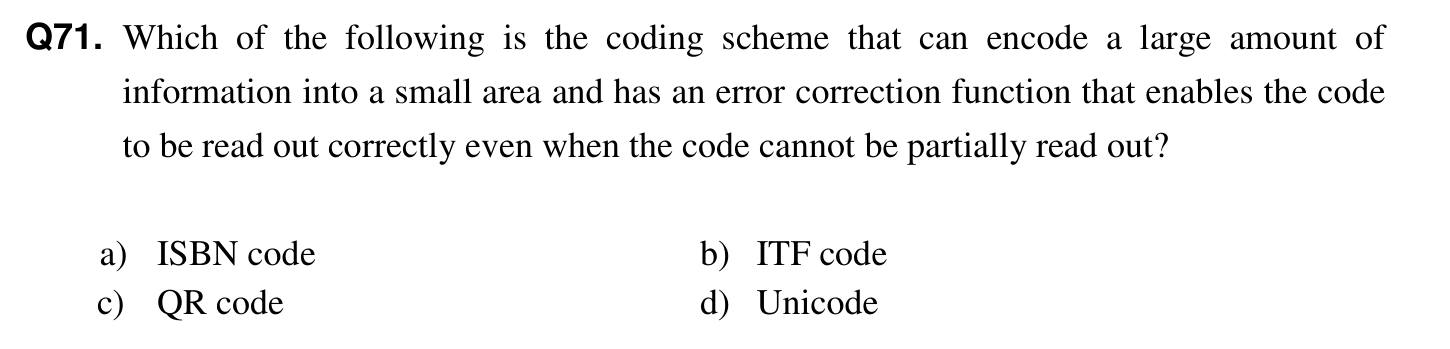 Q71. Which of the following is the coding scheme that can encode a large amount of
information into a small area and has an error correction function that enables the code
to be read out correctly even when the code cannot be partially read out?
a) ISBN code b) ITF code
c) QR code d) Unicode